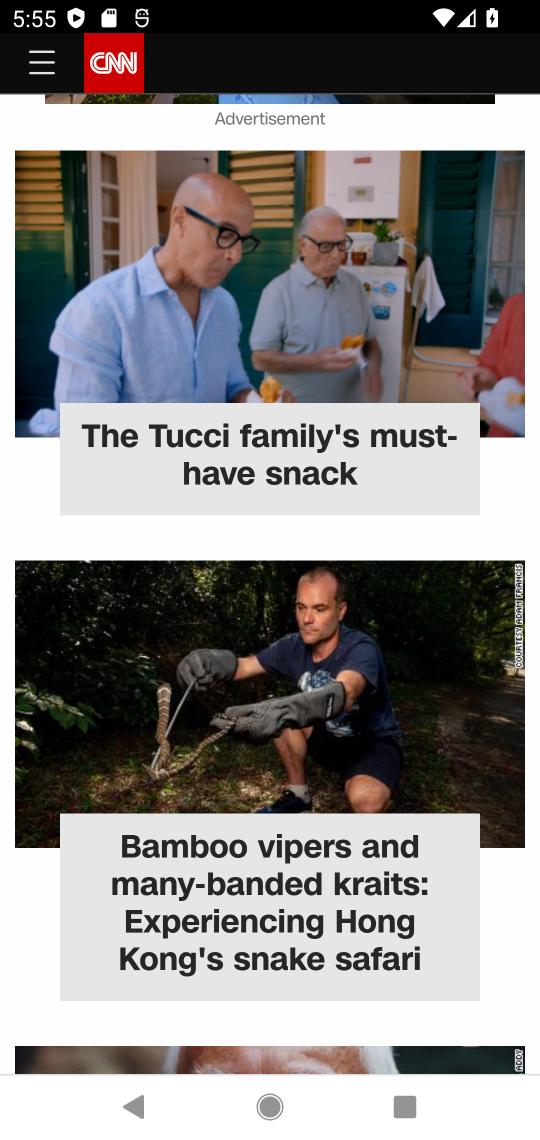 5:55
CNN
Advertisement
The Tucci family's must-
have snack
COURTESY ADAM FRANCIS
Bamboo vipers and
many-banded kraits:
Experiencing Hong
Kong's snake safari